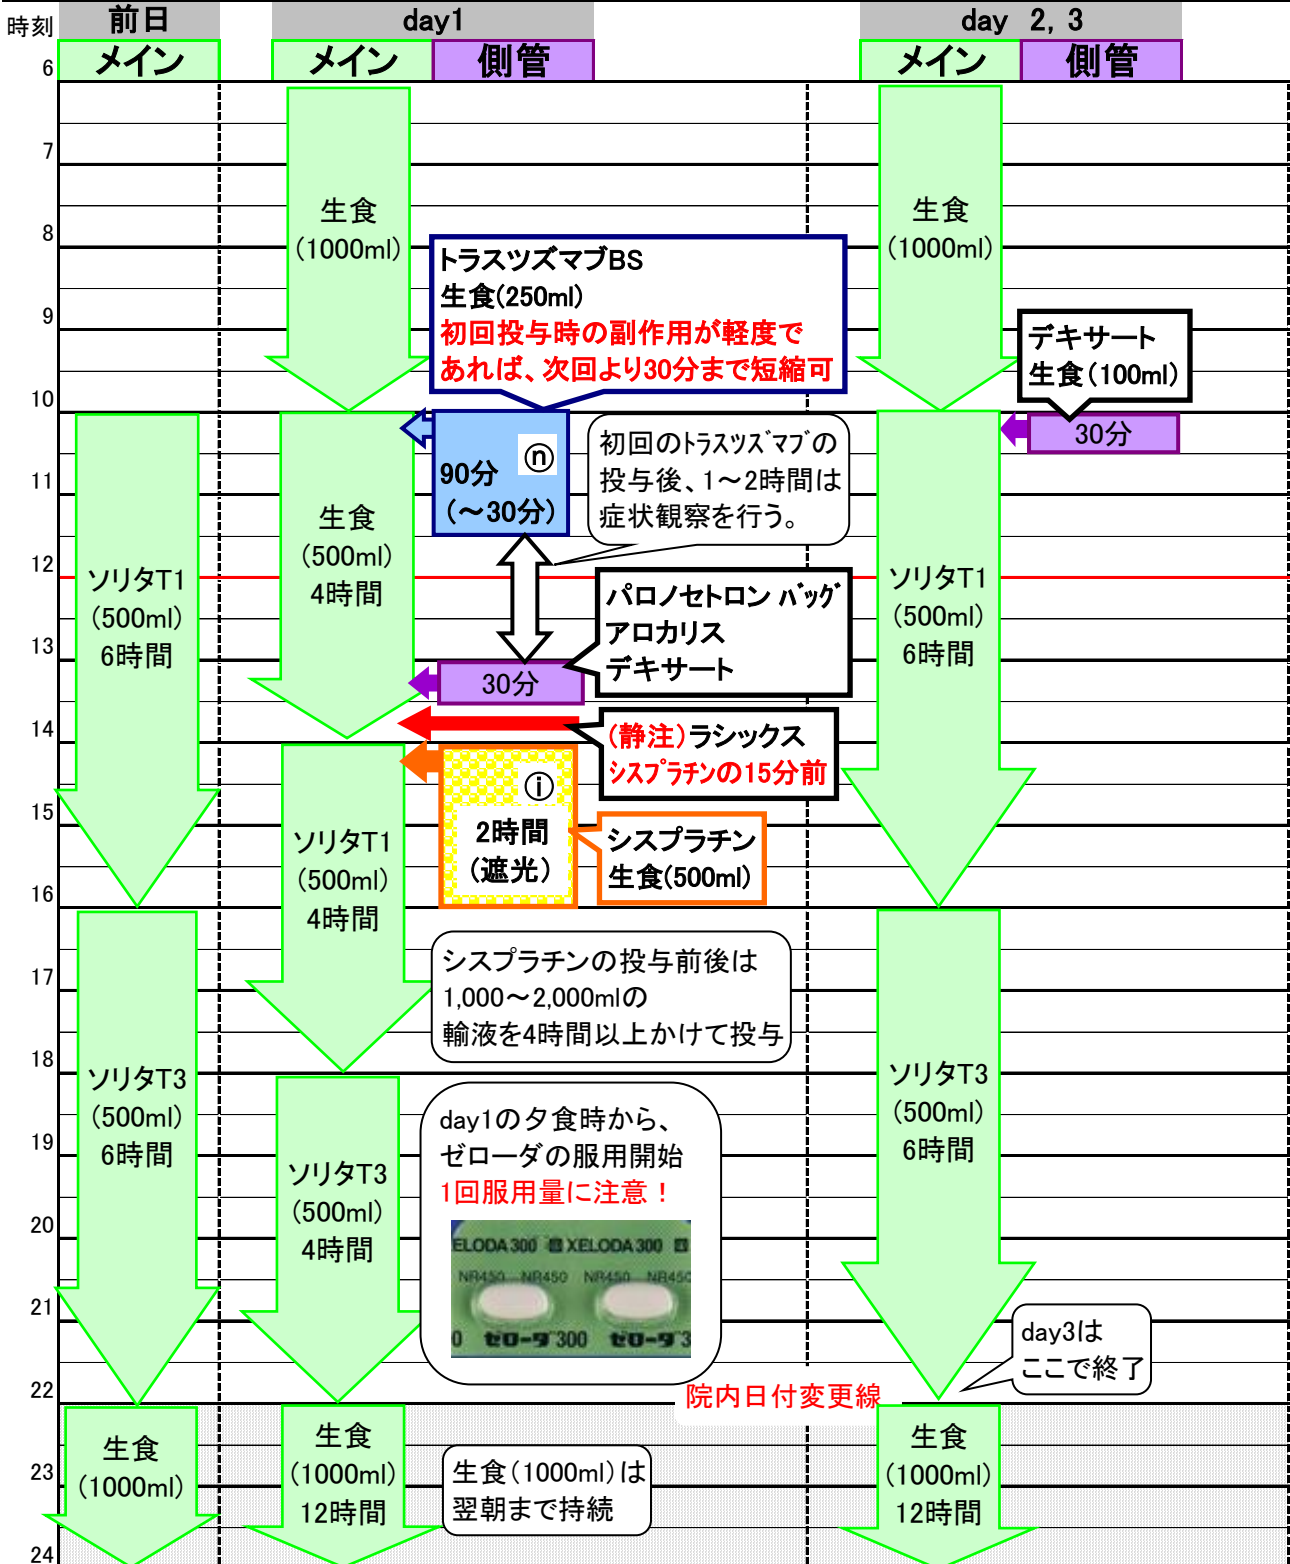 時刻
前日
day1
day 2, 3
メイン
メイン
側管
メイン
側管
6
7
8
9
10
11
12
13
14
15
16
17
18
19
20
21
22
23
24
ソリタT1
(500ml)
6時間
ソリタT3
(500ml)
6時間
生食
(1000ml)
生食
(1000ml)
生食
(500ml)
4時間
ソリタT1
(500ml)
4時間
ソリタT3
(500ml)
4時間
生食
(1000ml)
12時間
トラスツズマブBS
生食(250ml)
初回投与時の副作用が軽度で
あれば、次回より30分まで短縮可
ⓝ
90分
(～30分)
初回のトラスツズマブの
投与後、1～2時間は
症状観察を行う。
パロノセトロン バッグ
アロカリス
デキサート
30分
(静注)ラシックス
シスプラチンの15分前
ⓘ
2時間
(遮光)
シスプラチン
生食(500ml)
シスプラチンの投与前後は
1,000～2,000mlの
輸液を4時間以上かけて投与
day1の夕食時から、
ゼローダの服用開始
1回服用量に注意！
ELODA 300 XELODA 300
NR450 NR450 NR450 NR450
0 ゼローダ 300 ゼローダ 3
院内日付変更線
生食(1000ml)は
翌朝まで持続
生食
(1000ml)
デキサート
生食(100ml)
30分
ソリタT1
(500ml)
6時間
ソリタT3
(500ml)
6時間
day3は
ここで終了
生食
(1000ml)
12時間